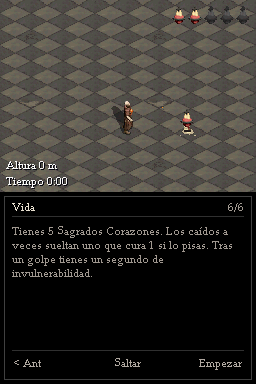 Altura 0 m
Tiempo 0:00
Vida 6/6
Tienes 5 Sagrados Corazones. Los caídos a
veces sueltan uno que cura 1 si lo pisas. Tras
un golpe tienes un segundo de
invulnerabilidad.
< Ant Saltar Empezar